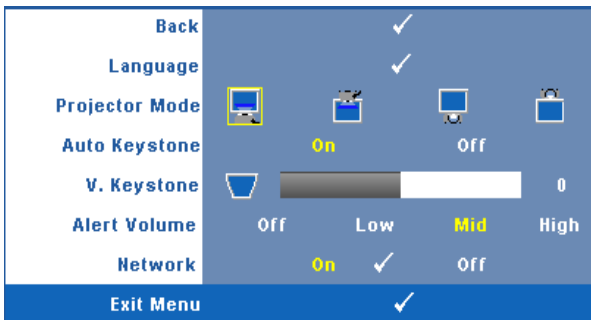 Back
Language
Projector Mode
Auto Keystone On Off
V. Keystone 0
Alert Volume Off Low Mid High
Network On Off
Exit Menu